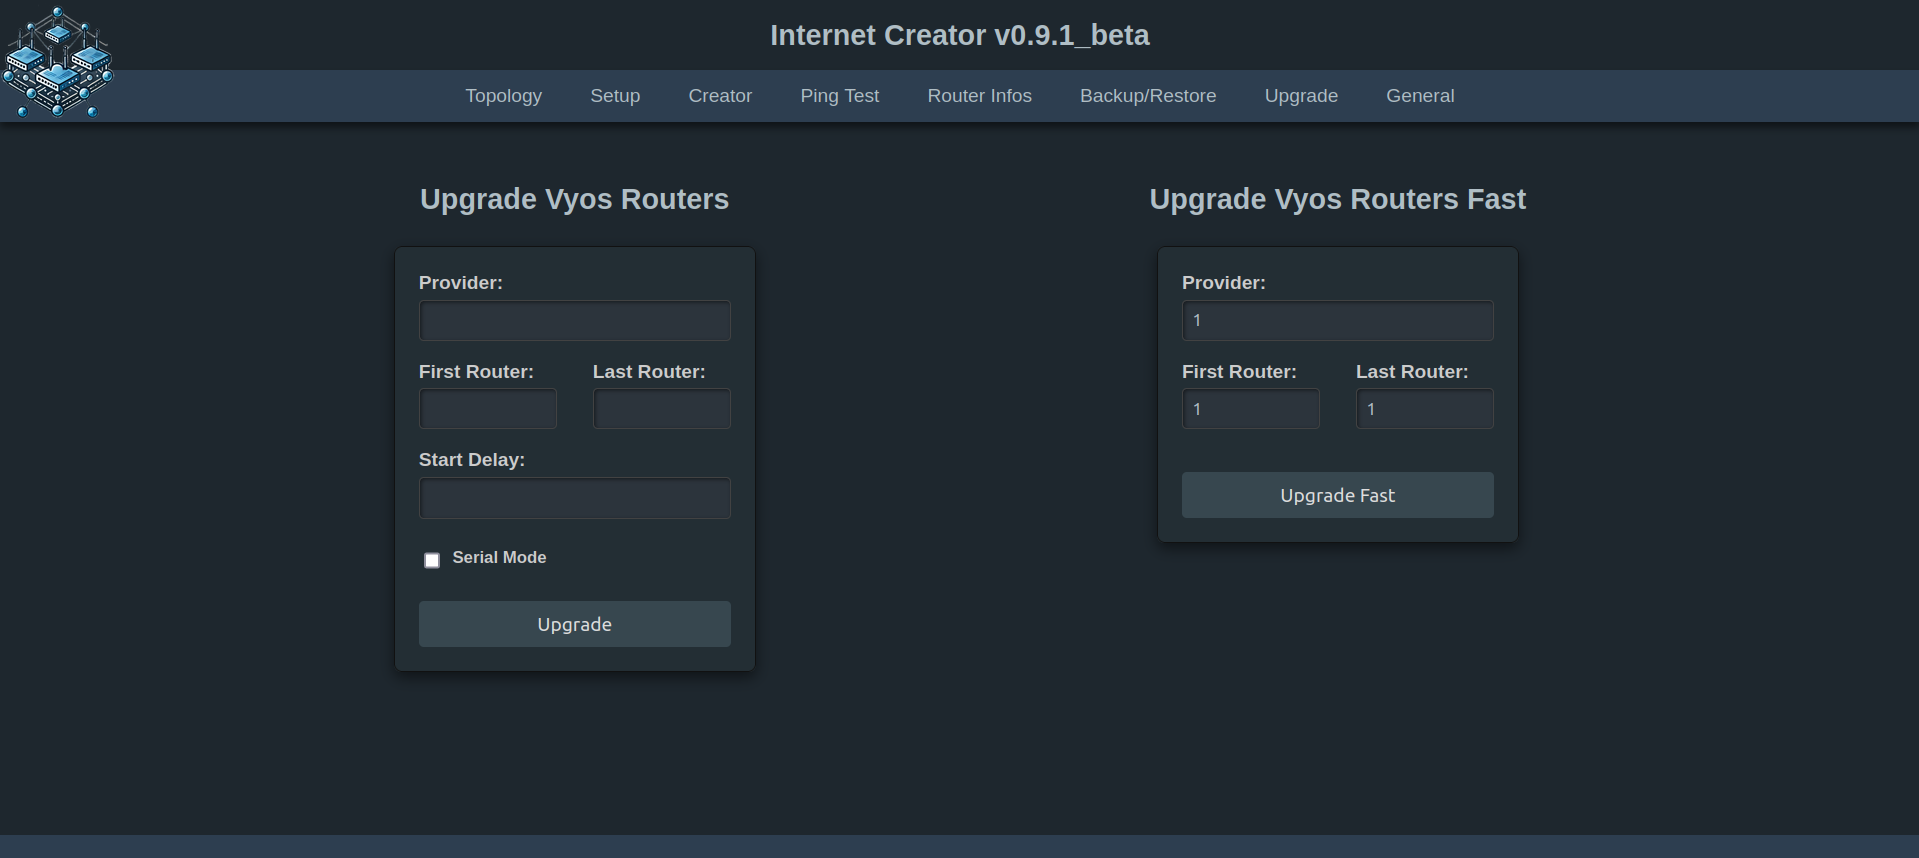 Internet Creator v0.9.1_beta
Topology Setup Creator Ping Test Router Infos Backup/Restore Upgrade General
Upgrade Vyos Routers
Provider:
First Router: Last Router:
Start Delay:
Serial Mode
Upgrade
Upgrade Vyos Routers Fast
Provider:
1
First Router: Last Router:
1 1
Upgrade Fast